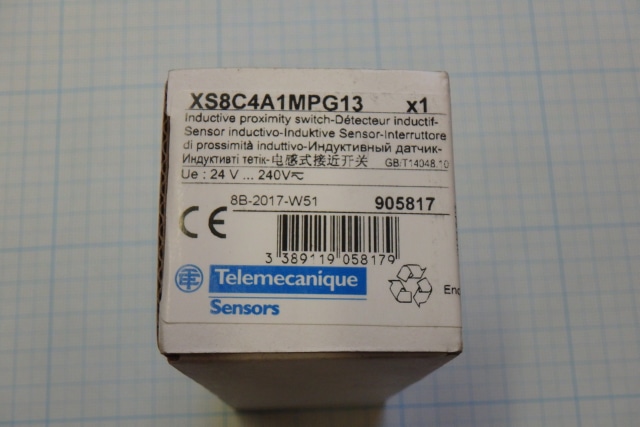 XS8C4A1MPG13 x1
Inductive proximity switch-Détecteur inductif-
Sensor inductivo-Induktive Sensor-Interruttore
di prossimità induttivo-Индуктивный датчик-
Индуктивті тетік-电感式接近开关 GB/T14048.10
Ue : 24 V ... 240V
8B-2017-W51 905817
CE
3 389119 058179
Telemecanique
Sensors